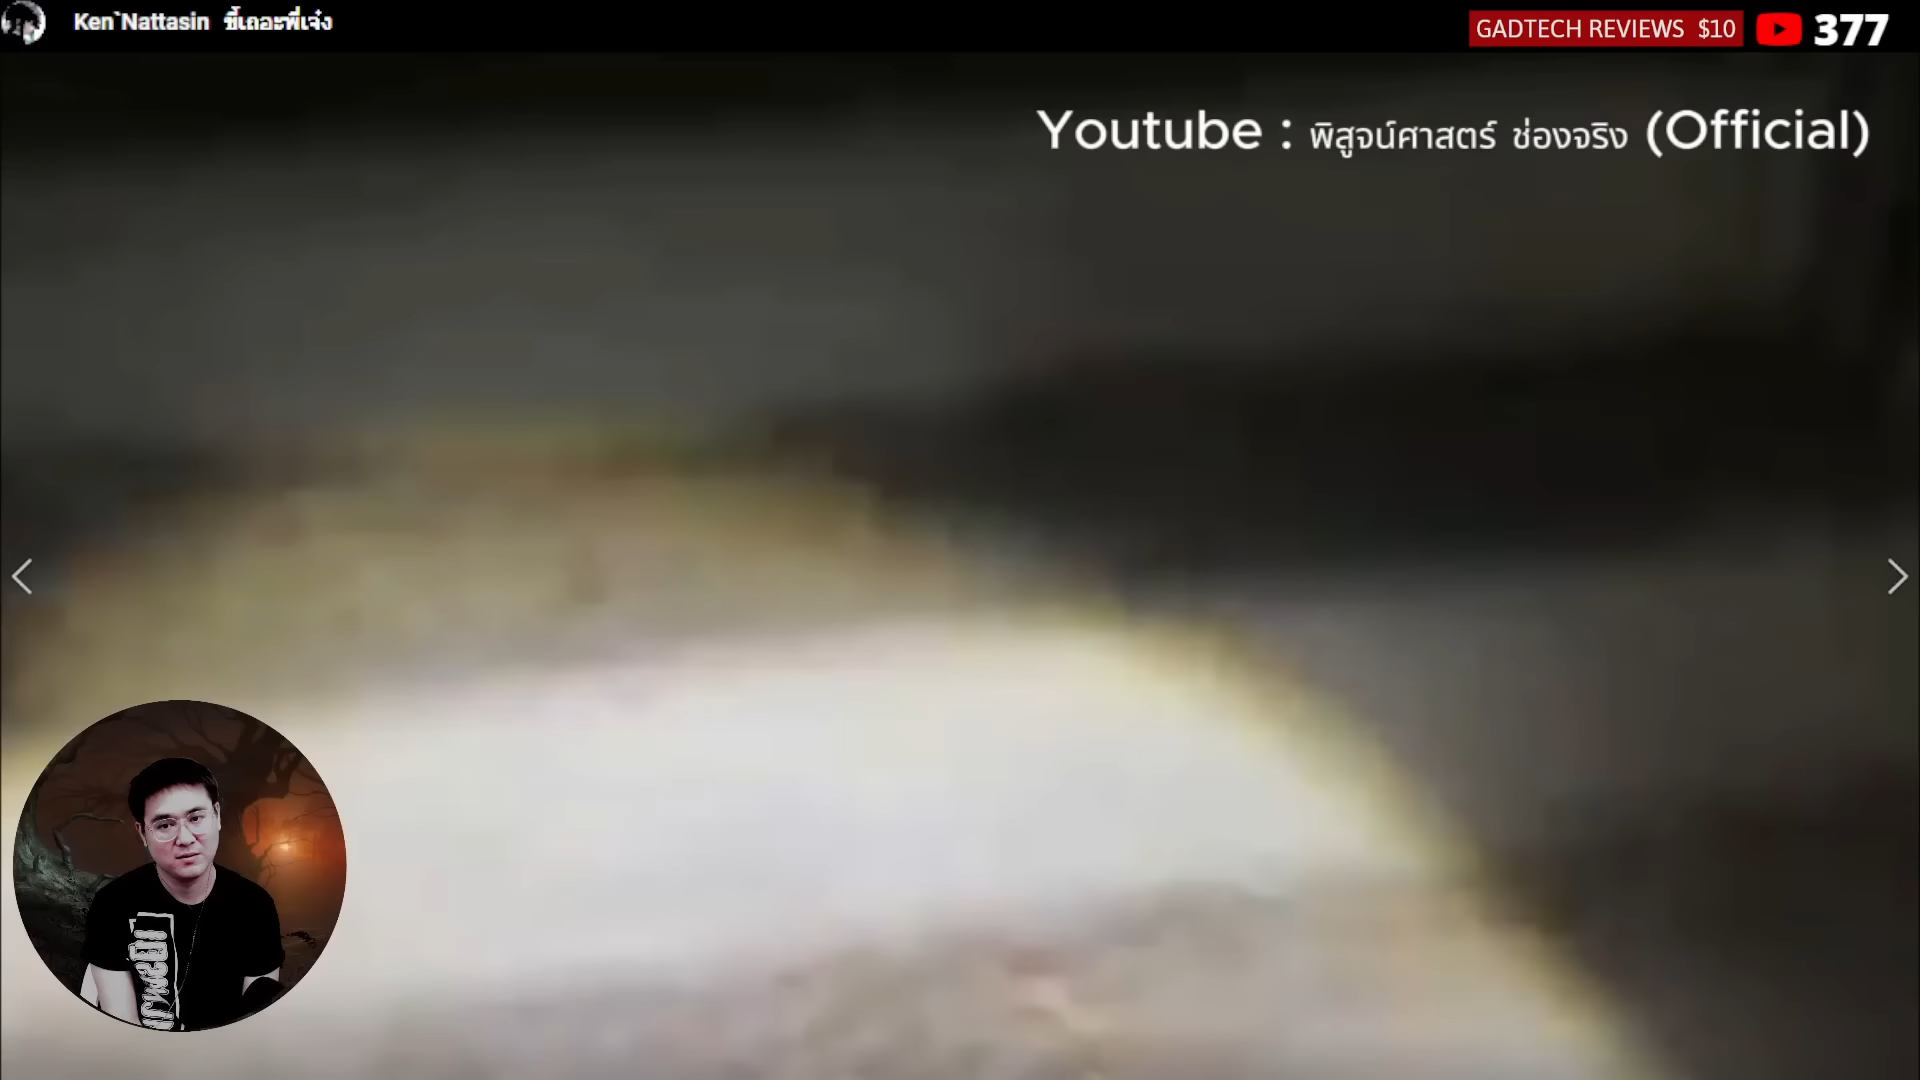 Ken`Nattasin ขี้เถอะพี่เจ๋ง
GADTECH REVIEWS $10
377
Youtube : พิสูจน์ศาสตร์ ช่องจริง (Official)